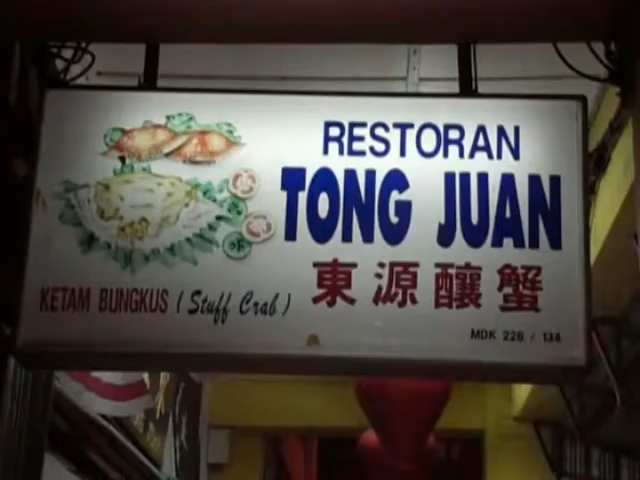 RESTORAN
TONG JUAN
東源釀蟹
KETAM BUNGKUS (Stuff Crab)
MDK 226 / 134